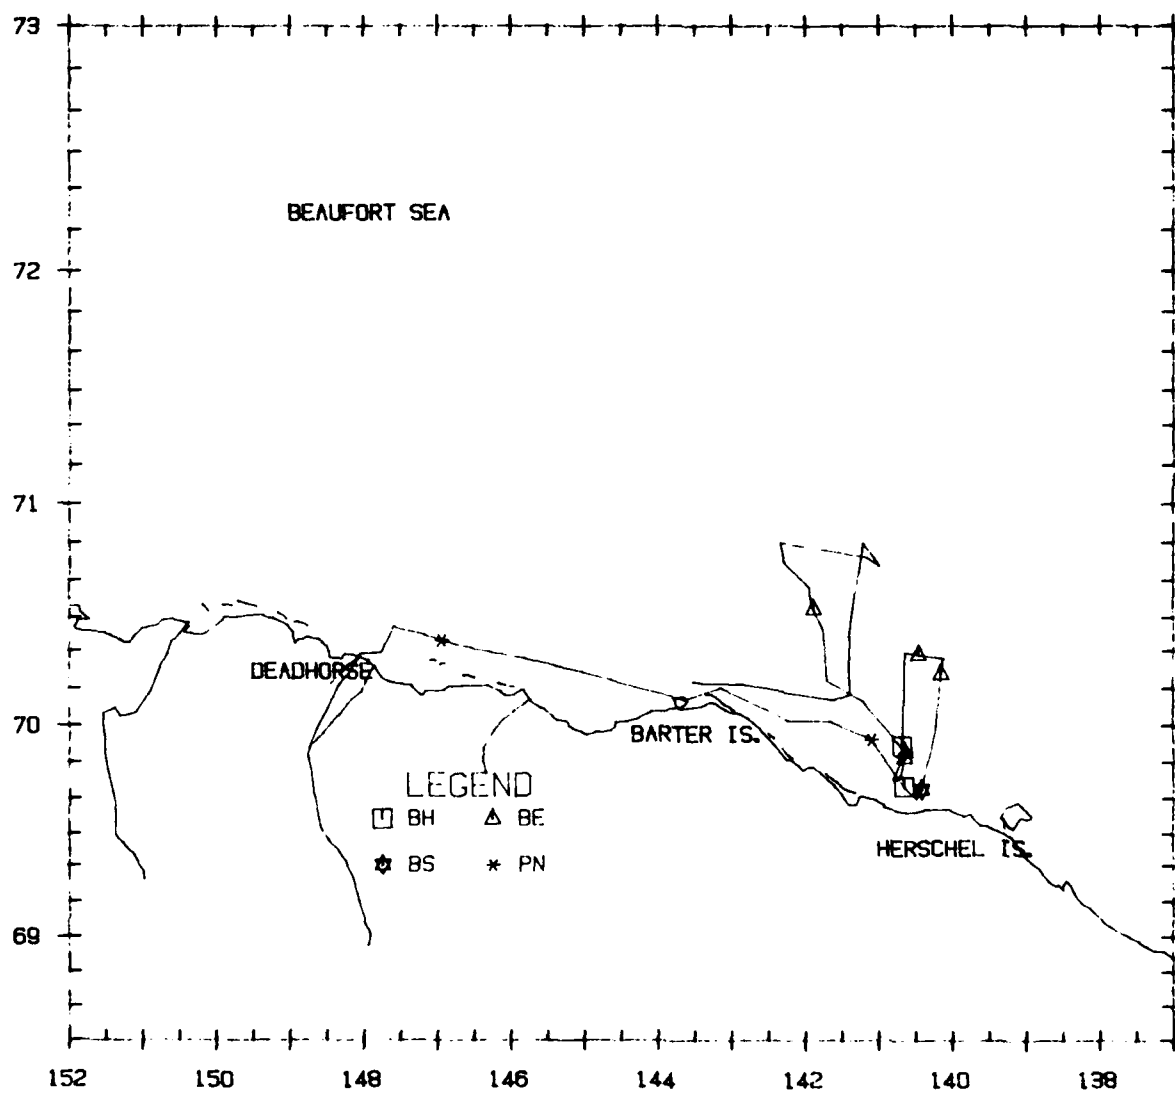 73
BEAUFORT SEA
72
71
DEADHORSE
70
BARTER IS.
LEGEND
BH BE
HERSCHEL IS.
BS PN
69
152 150 148 146 144 142 140 138